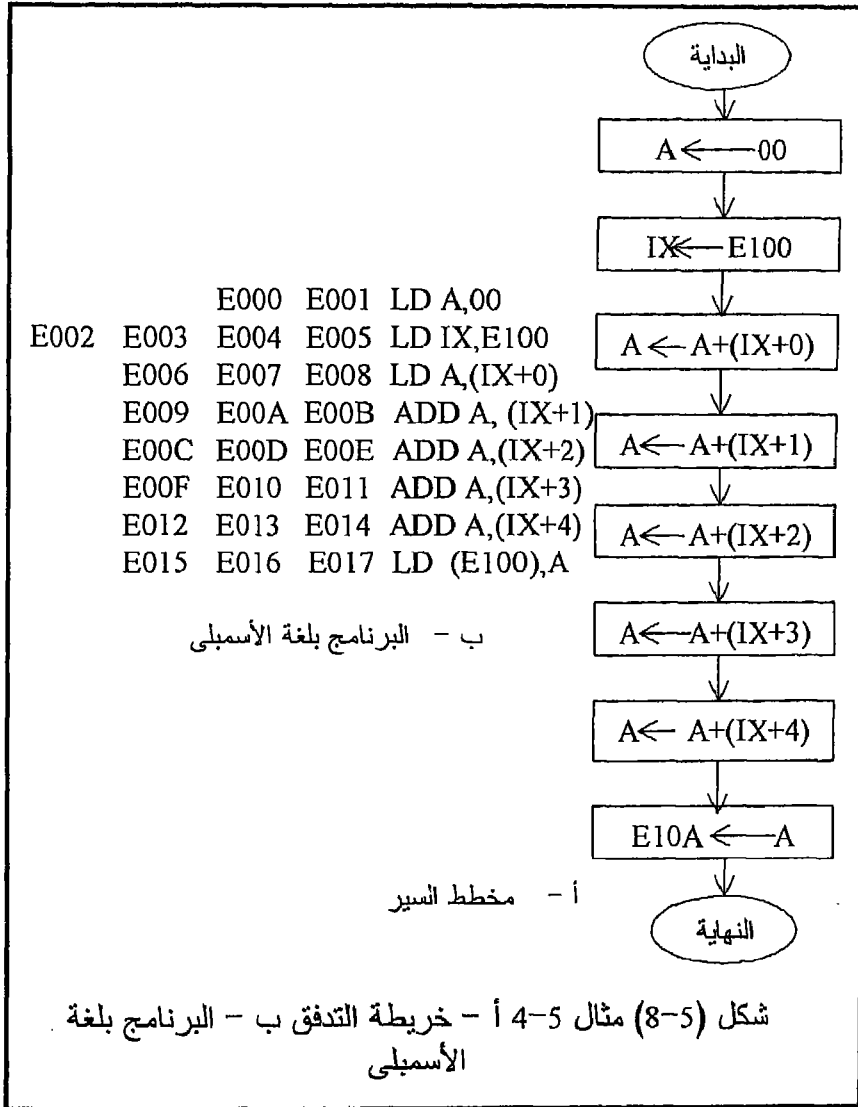 البداية
A ← 00
IX ← E100
A ← A+(IX+0)
A ← A+(IX+1)
A ← A+(IX+2)
A ← A+(IX+3)
A ← A+(IX+4)
E10A ← A
النهاية
أ - مخطط السير
E000 E001 LD A,00
E002 E003 E004 E005 LD IX,E100
E006 E007 E008 LD A,(IX+0)
E009 E00A E00B ADD A, (IX+1)
E00C E00D E00E ADD A,(IX+2)
E00F E010 E011 ADD A,(IX+3)
E012 E013 E014 ADD A,(IX+4)
E015 E016 E017 LD (E100),A
ب - البرنامج بلغة الأسمبلى
شكل (5-8) مثال 5-4 أ - خريطة التدفق ب - البرنامج بلغة
الأسمبلى